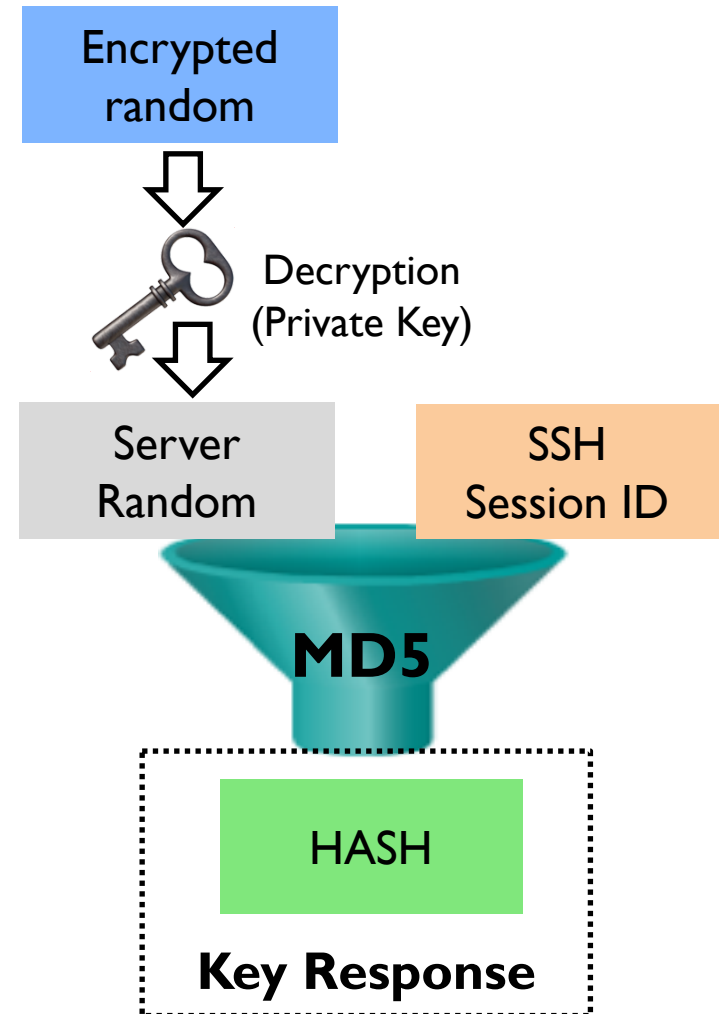 Encrypted
random
Decryption
(Private Key)
Server
Random
SSH
Session ID
MD5
HASH
Key Response